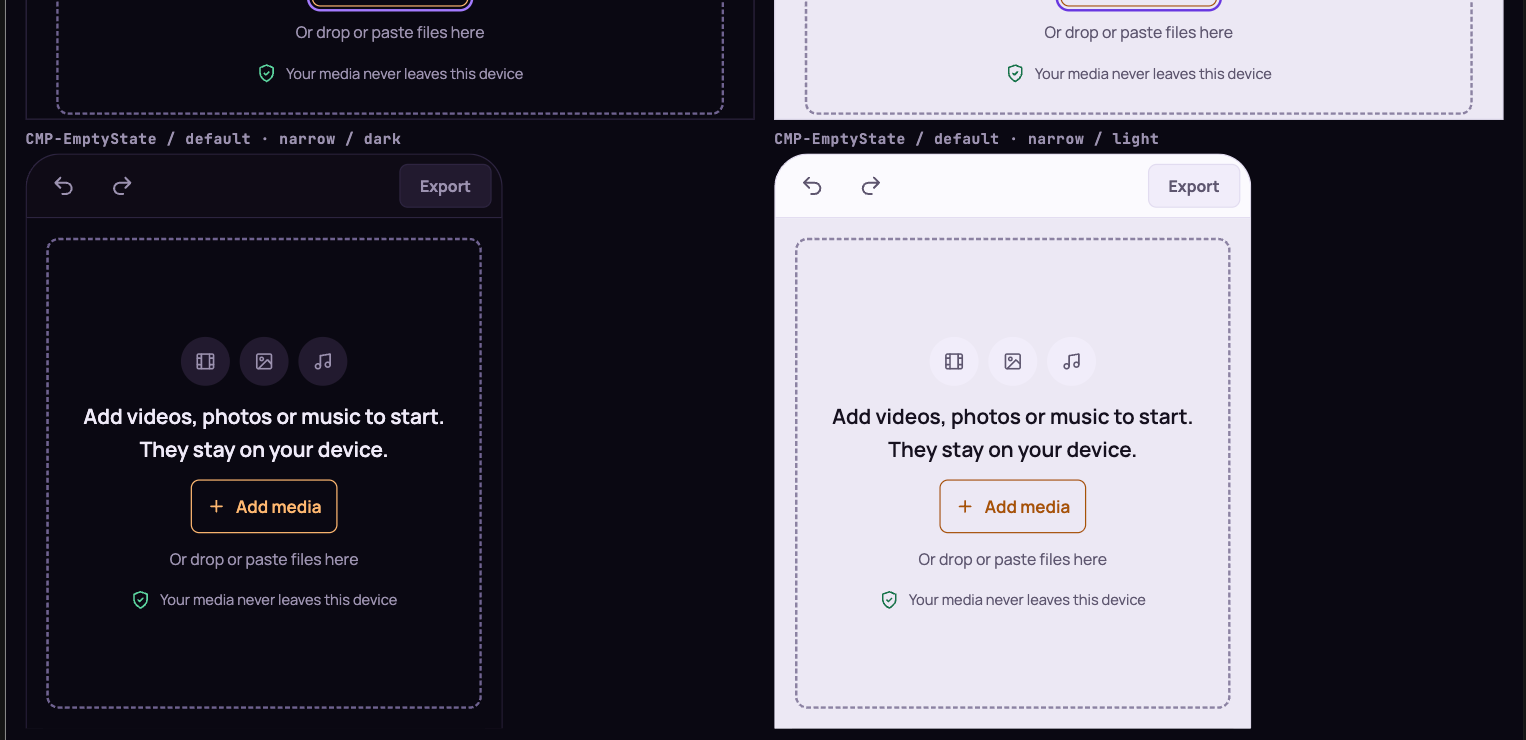 Or drop or paste files here
Your media never leaves this device
Or drop or paste files here
Your media never leaves this device
CMP-EmptyState / default · narrow / dark
Export
Add videos, photos or music to start.
They stay on your device.
+ Add media
Or drop or paste files here
Your media never leaves this device
CMP-EmptyState / default · narrow / light
Export
Add videos, photos or music to start.
They stay on your device.
+ Add media
Or drop or paste files here
Your media never leaves this device